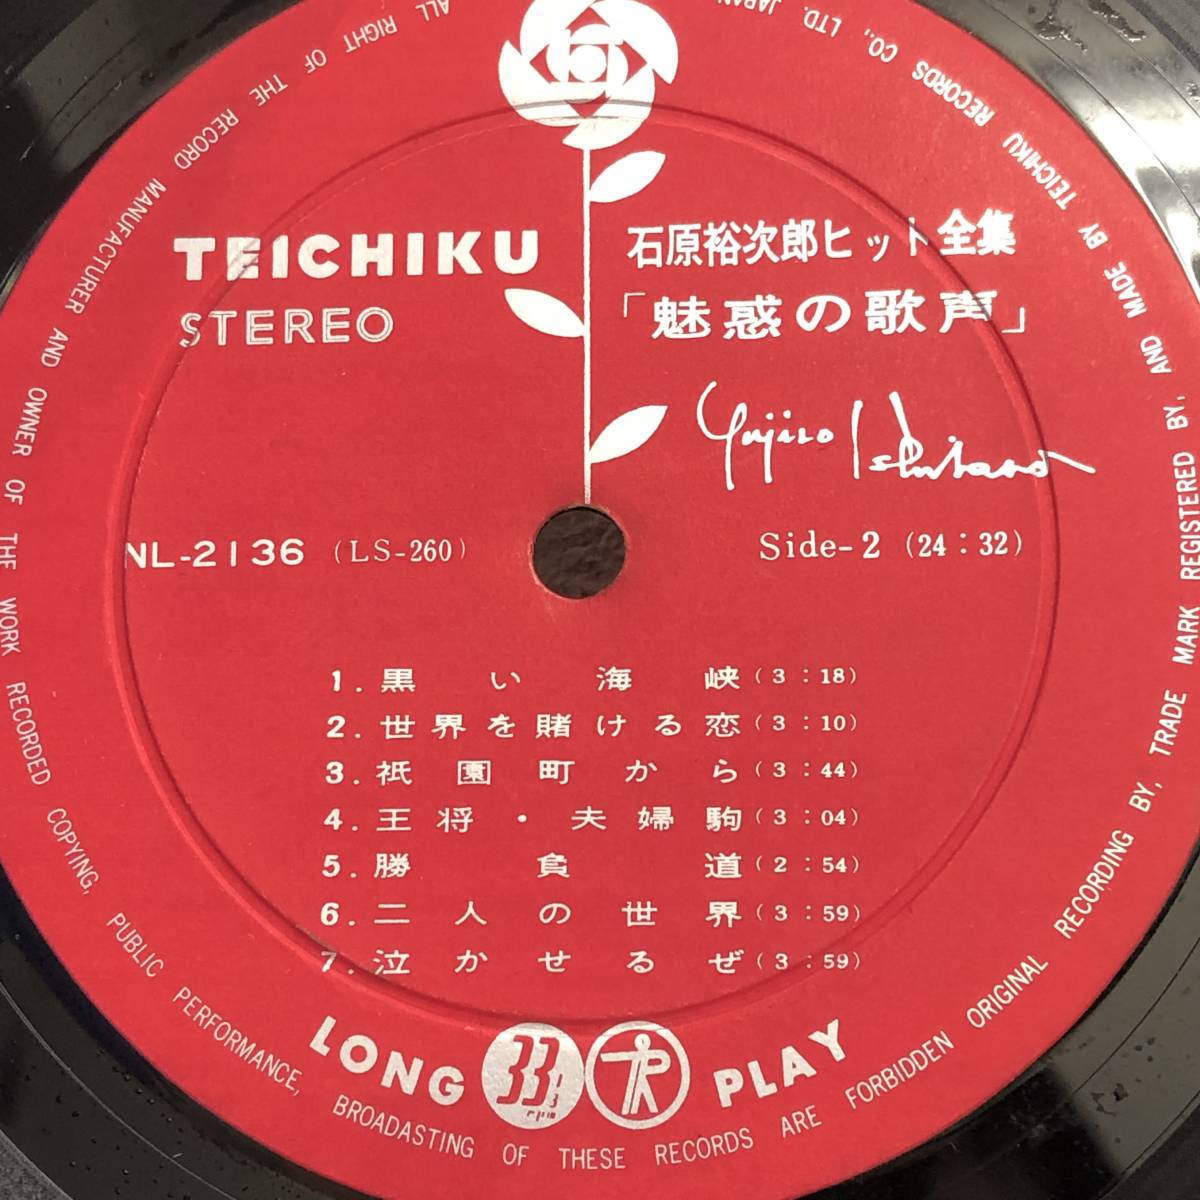 TEICHIKU
STEREO
石原裕次郎ヒット全集
「魅惑の歌声」
Yujiro Ishihara
NL-2136 (LS-260)
Side-2 (24:32)
1. 黒い海峡 (3:18)
2. 世界を賭ける恋 (3:10)
3. 祇園町から (3:44)
4. 王将・夫婦駒 (3:04)
5. 勝負道 (2:54)
6. 二人の世界 (3:59)
7. 泣かせるぜ (3:59)
LONG 33 1/3 rpm PLAY
ALL RIGHT OF THE RECORD MANUFACTURER AND OWNER OF THE WORK RECORDED COPYING, PUBLIC PERFORMANCE, BROADASTING OF THESE RECORDS ARE FORBIDDEN ORIGINAL RECORDING BY, TRADE MARK REGISTERED BY, AND MADE BY TEICHIKU RECORDS CO., LTD. JAPAN